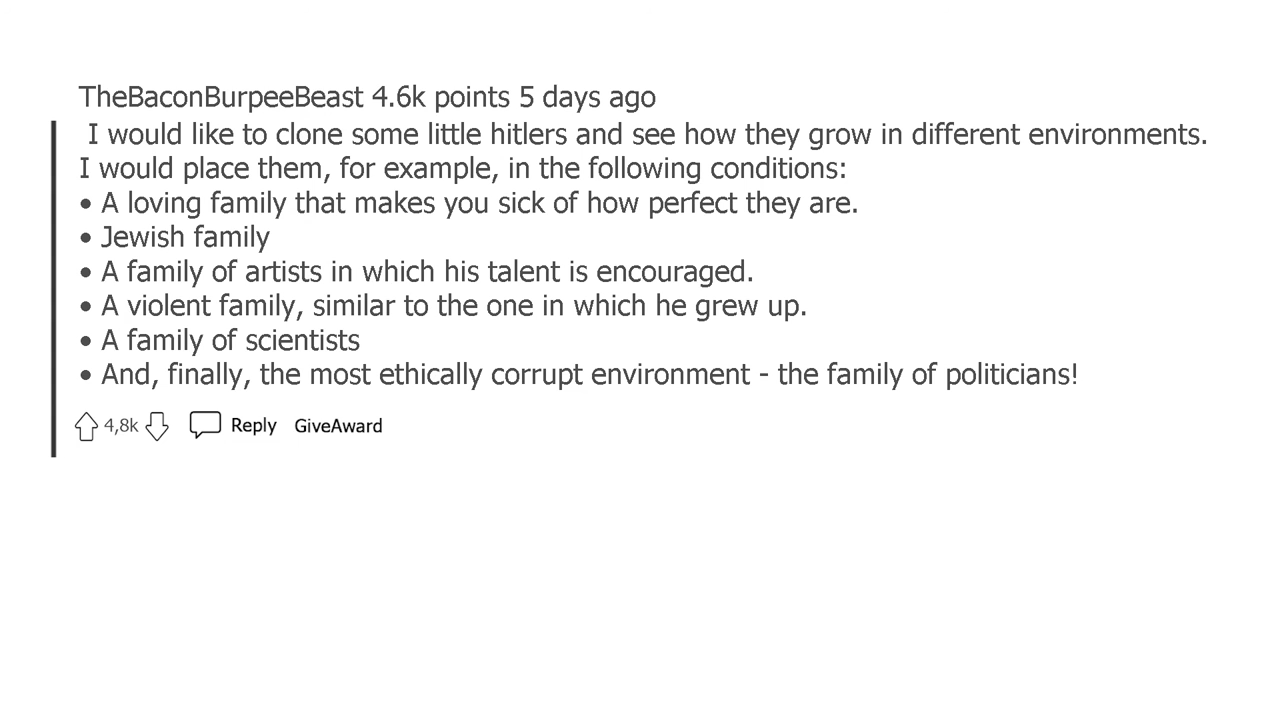 TheBaconBurpeeBeast 4.6k points 5 days ago
I would like to clone some little hitlers and see how they grow in different environments.
I would place them, for example, in the following conditions:
• A loving family that makes you sick of how perfect they are.
• Jewish family
• A family of artists in which his talent is encouraged.
• A violent family, similar to the one in which he grew up.
• A family of scientists
• And, finally, the most ethically corrupt environment - the family of politicians!
4,8k Reply GiveAward